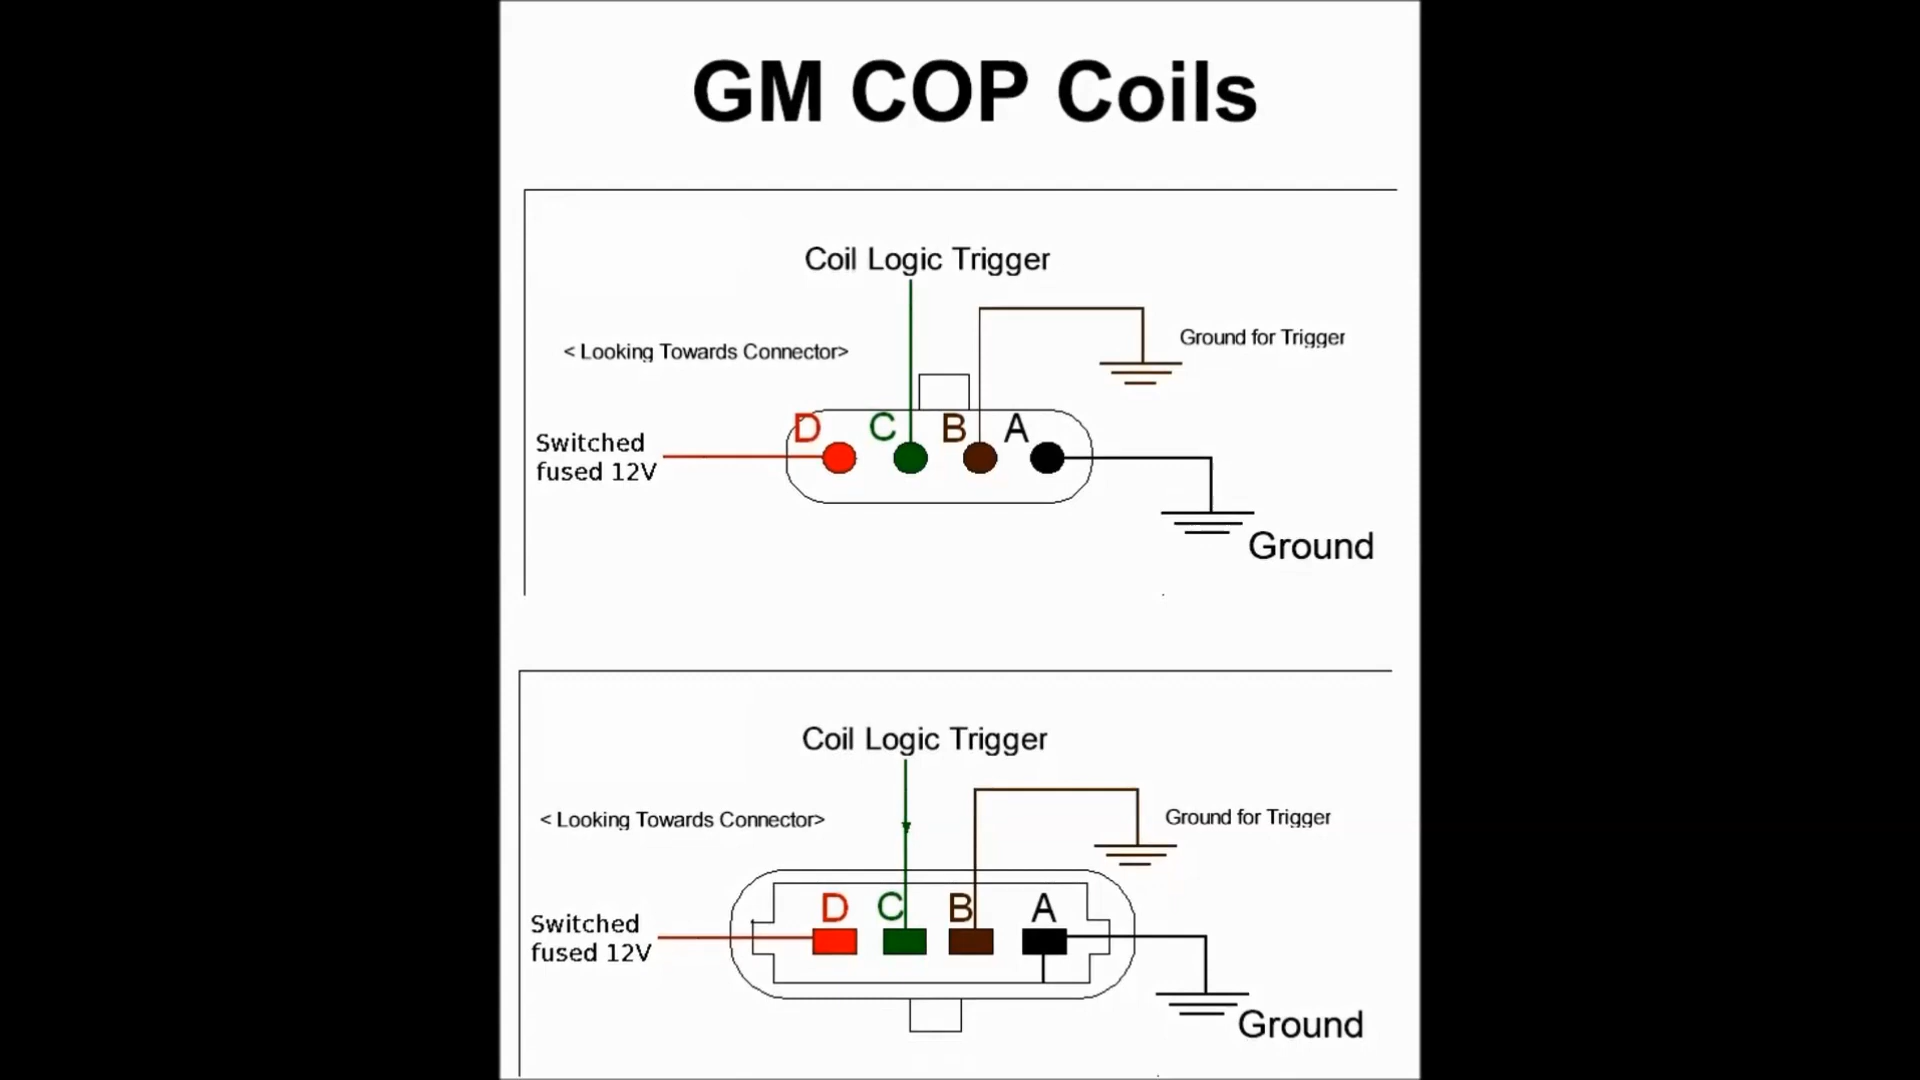 GM COP Coils
Coil Logic Trigger
Ground for Trigger
< Looking Towards Connector>
D C B A
Switched
fused 12V
Ground
Coil Logic Trigger
< Looking Towards Connector>
Ground for Trigger
D C B A
Switched
fused 12V
Ground